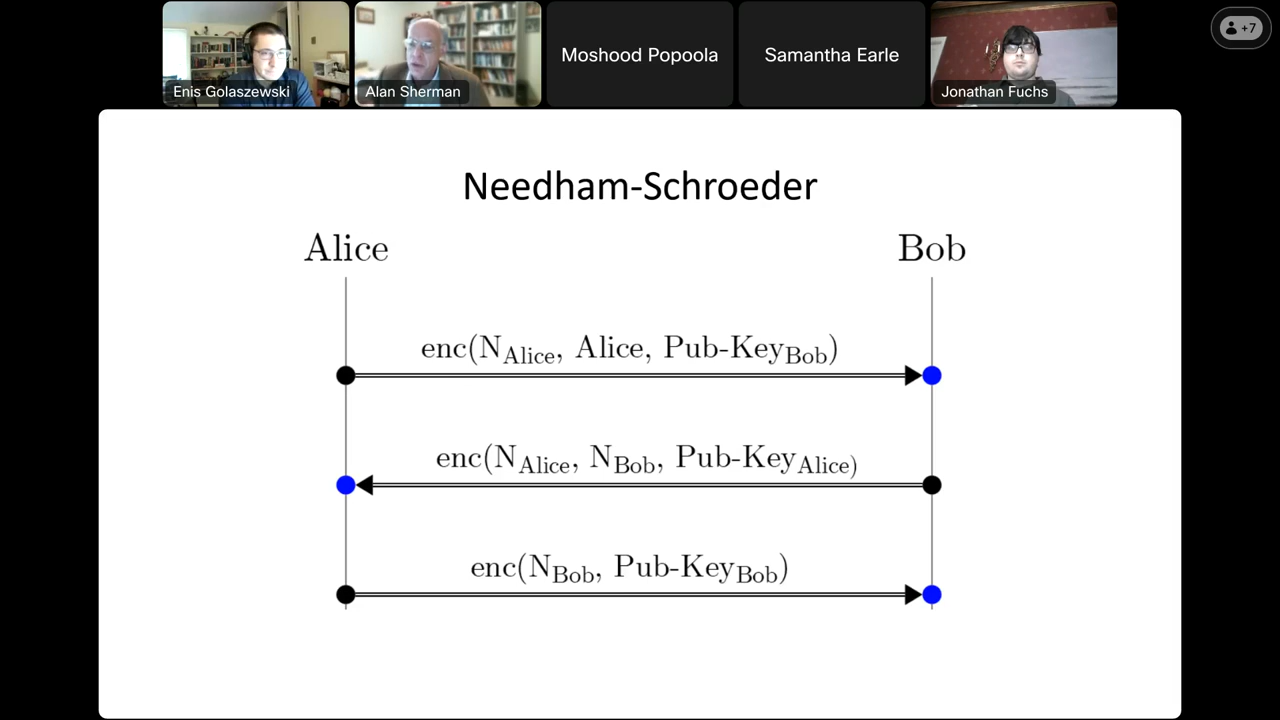 Moshood Popoola
Samantha Earle
+7
Enis Golaszewski
Alan Sherman
Jonathan Fuchs
Needham-Schroeder
Alice
Bob
enc(N_Alice, Alice, Pub-Key_Bob)
enc(N_Alice, N_Bob, Pub-Key_Alice)
enc(N_Bob, Pub-Key_Bob)